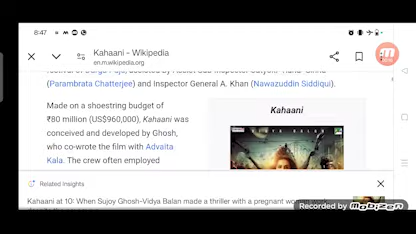 8:47
Kahaani - Wikipedia
en.m.wikipedia.org
(Parambrata Chatterjee) and Inspector General A. Khan (Nawazuddin Siddiqui).
Made on a shoestring budget of
₹80 million (US$960,000), Kahaani was
conceived and developed by Ghosh,
who co-wrote the film with Advaita
Kala. The crew often employed
Kahaani
Related Insights
Kahaani at 10: When Sujoy Ghosh-Vidya Balan made a thriller with a pregnant woman
Recorded by
MOBIZEN